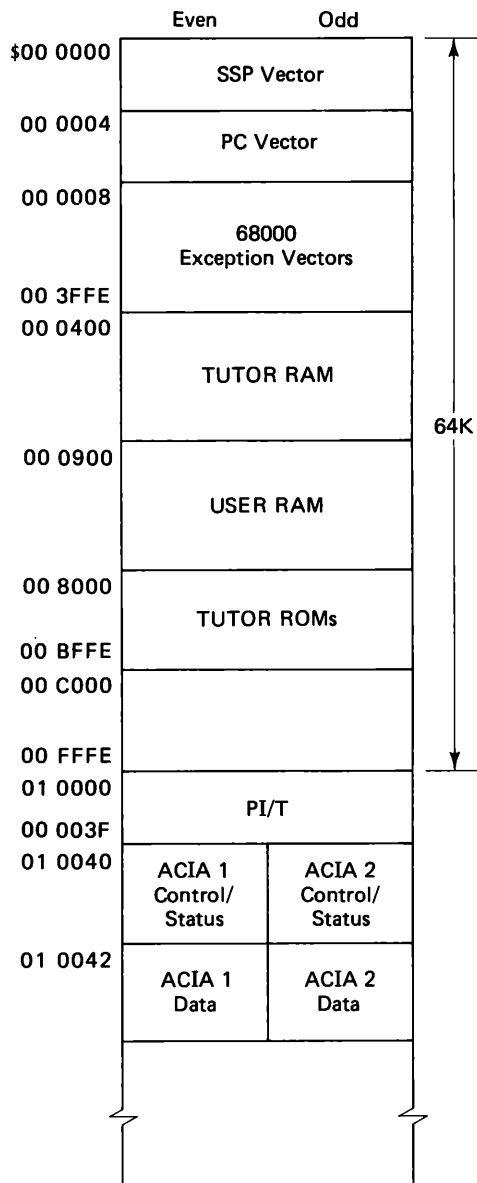 Even Odd
$00 0000
SSP Vector
00 0004
PC Vector
00 0008
68000
Exception Vectors
00 3FFE
00 0400
TUTOR RAM
64K
00 0900
USER RAM
00 8000
TUTOR ROMs
00 BFFE
00 C000
00 FFFE
01 0000
PI/T
00 003F
01 0040
ACIA 1
Control/
Status
ACIA 2
Control/
Status
01 0042
ACIA 1
Data
ACIA 2
Data